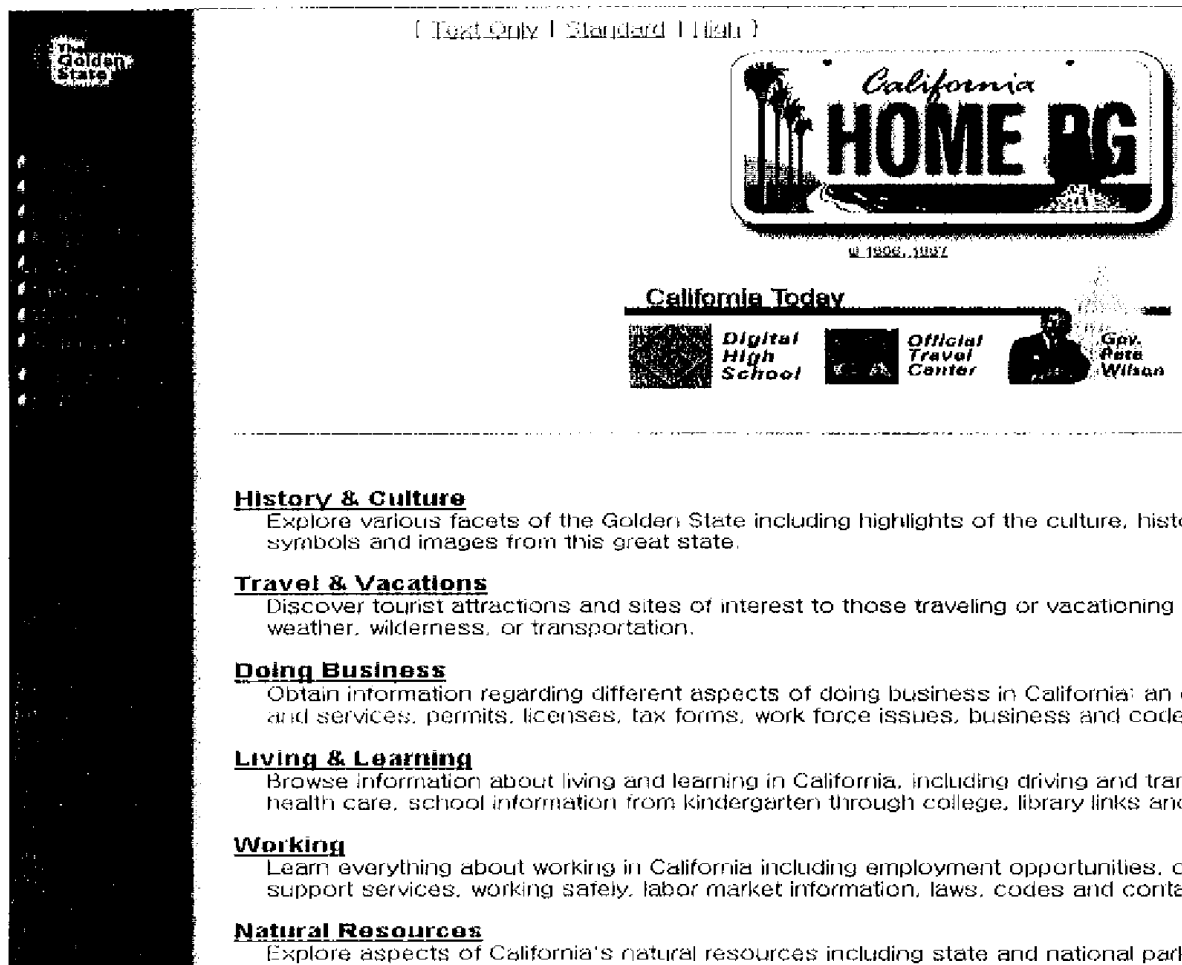 [ Text Only | Standard | High ]
The
Golden
State
California
HOME PG
© 1996, 1997
California Today
Digital
High
School
Official
Travel
Center
Gov.
Pete
Wilson
History & Culture
Explore various facets of the Golden State including highlights of the culture, histo
symbols and images from this great state.
Travel & Vacations
Discover tourist attractions and sites of interest to those traveling or vacationing
weather, wilderness, or transportation.
Doing Business
Obtain information regarding different aspects of doing business in California: an
and services, permits, licenses, tax forms, work force issues, business and code
Living & Learning
Browse information about living and learning in California, including driving and tran
health care, school information from kindergarten through college, library links and
Working
Learn everything about working in California including employment opportunities, c
support services, working safely, labor market information, laws, codes and conta
Natural Resources
Explore aspects of California's natural resources including state and national park